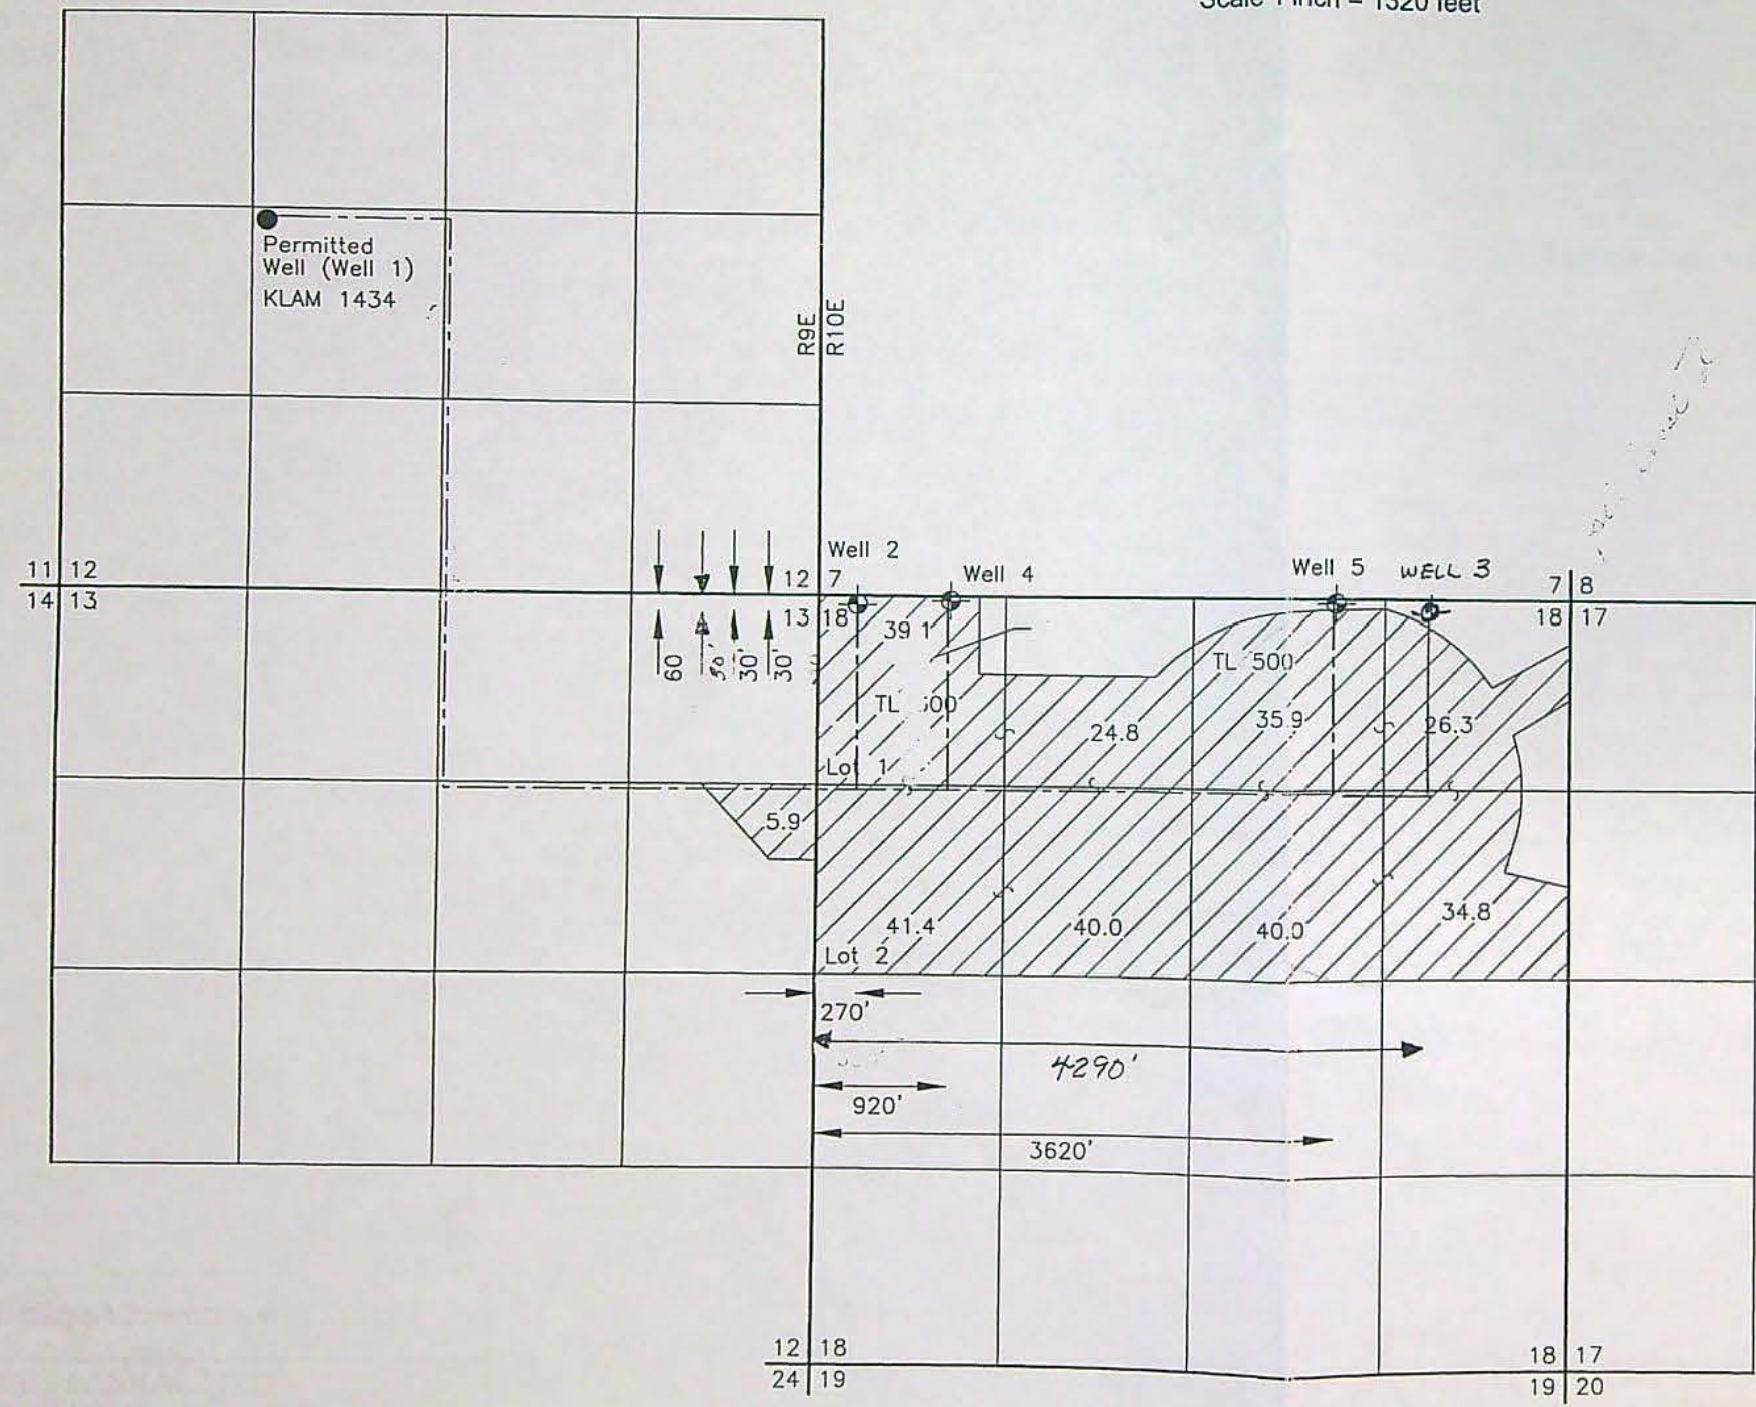 Scale 1 inch = 1320 feet
Permitted
Well (Well 1)
KLAM 1434
R9E
R10E
11 12
14 13
12 7
13 18
7 8
18 17
Well 2
Well 4
Well 5
WELL 3
60
30'
30'
30'
39.1
TL 500
TL 500
24.8
35.9
26.3
Lot 1
5.9
41.4
40.0
40.0
34.8
Lot 2
270'
4290'
920'
3620'
12 18
24 19
18 17
19 20